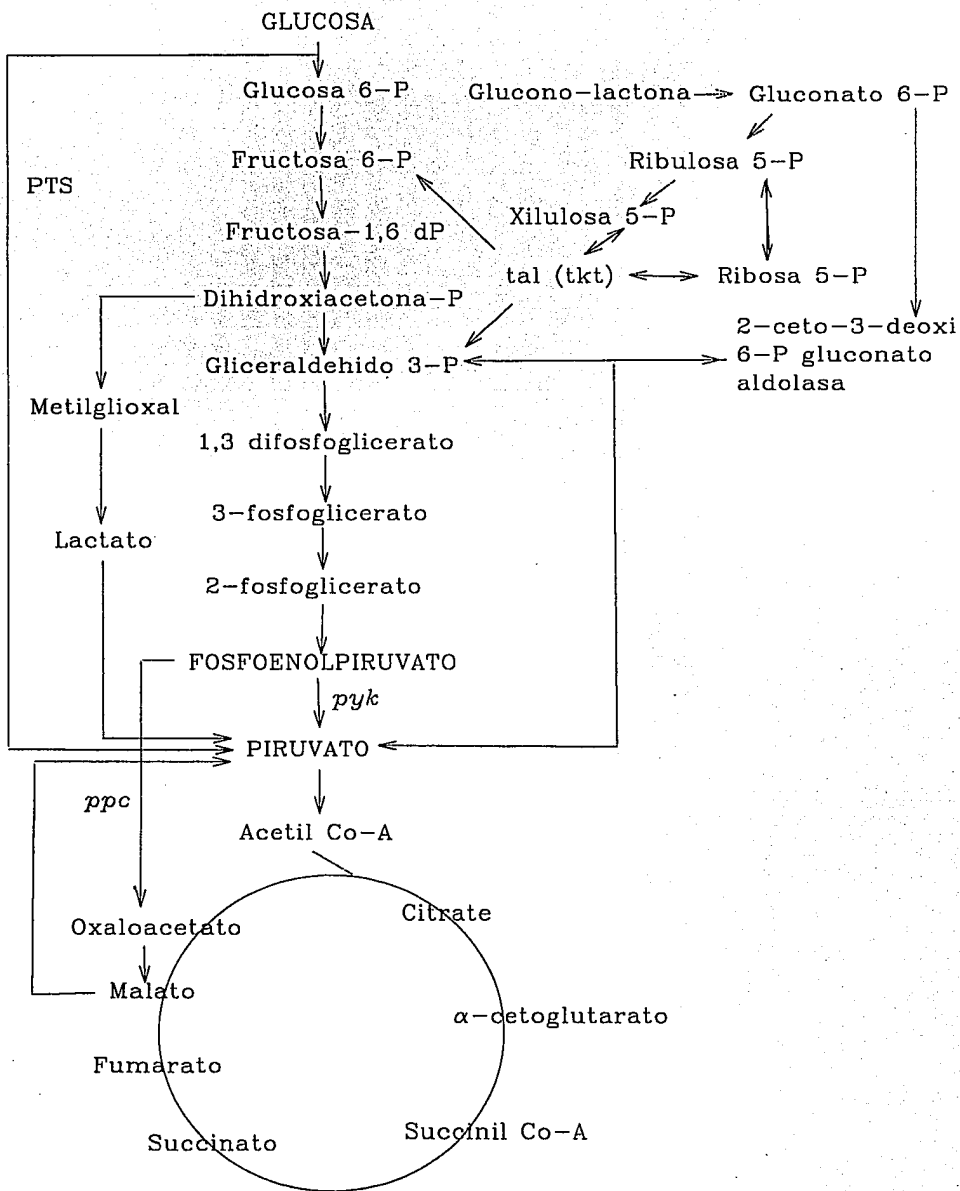 GLUCOSA
Glucosa 6-P
Glucono-lactona
Gluconato 6-P
Fructosa 6-P
Ribulosa 5-P
PTS
Xilulosa 5-P
Fructosa-1,6 dP
tal (tkt)
Ribosa 5-P
Dihidroxiacetona-P
2-ceto-3-deoxi
6-P gluconato
aldolasa
Gliceraldehido 3-P
Metilglioxal
1,3 difosfoglicerato
3-fosfoglicerato
Lactato
2-fosfoglicerato
FOSFOENOLPIRUVATO
pyk
PIRUVATO
ppc
Acetil Co-A
Citrate
Oxaloacetato
Malato
α-cetoglutarato
Fumarato
Succinil Co-A
Succinato